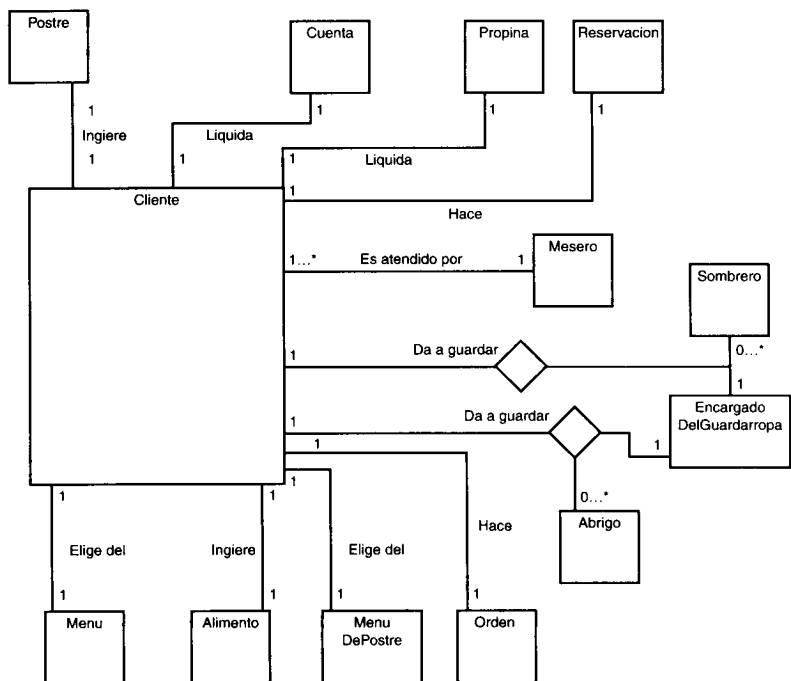 Postre
Cuenta
Propina
Reservacion
1
1
1
1
Ingiere
Liquida
Liquida
1
1
1
1
Cliente
Hace
1...*
Es atendido por
1
Mesero
Sombrero
0...*
1
Da a guardar
1
Encargado
DelGuardarropa
1
Da a guardar
1
1
0...*
Abrigo
1
1
1
Elige del
Ingiere
Elige del
Hace
1
1
1
1
Menu
Alimento
Menu
DePostre
Orden